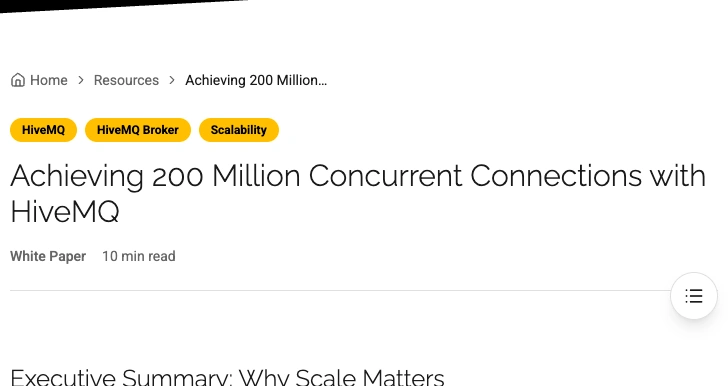 Home > Resources > Achieving 200 Million...
HiveMQ HiveMQ Broker Scalability
Achieving 200 Million Concurrent Connections with
HiveMQ
White Paper 10 min read
Executive Summary: Why Scale Matters